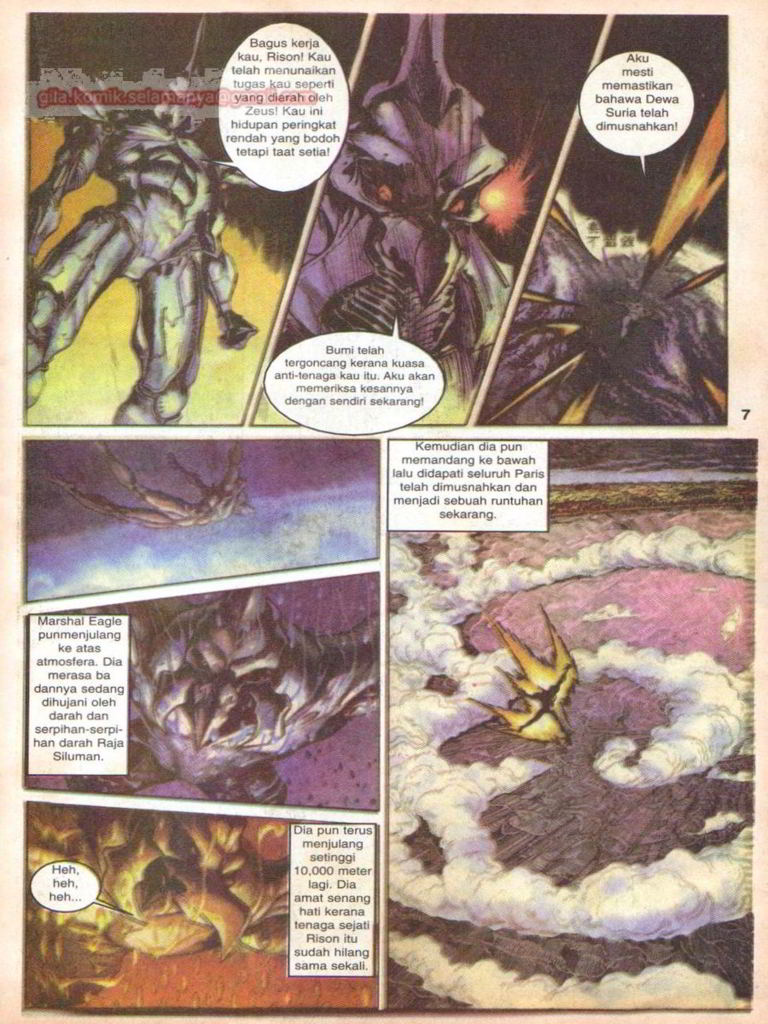 Bagus kerja
kau, Rison! Kau
telah menunaikan
tugas kau seperti
yang diarah oleh
Zeus! Kau ini
hidupan peringkat
rendah yang bodoh
tetapi taat setia!
Bumi telah
tergoncang kerana kuasa
anti-tenaga kau itu. Aku akan
memeriksa kesannya
dengan sendiri sekarang!
Aku
mesti
memastikan
bahawa Dewa
Suria telah
dimusnahkan!
7
Marshal Eagle
punmenjulang
ke atas
atmosfera. Dia
merasa ba
dannya sedang
dihujani oleh
darah dan
serpihan-serpi-
han darah Raja
Siluman.
Heh,
heh,
heh...
Dia pun terus
menjulang
setinggi
10,000 meter
lagi. Dia
amat senang
hati kerana
tenaga sejati
Rison itu
sudah hilang
sama sekali.
Kemudian dia pun
memandang ke bawah
lalu didapati seluruh Paris
telah dimusnahkan dan
menjadi sebuah runtuhan
sekarang.